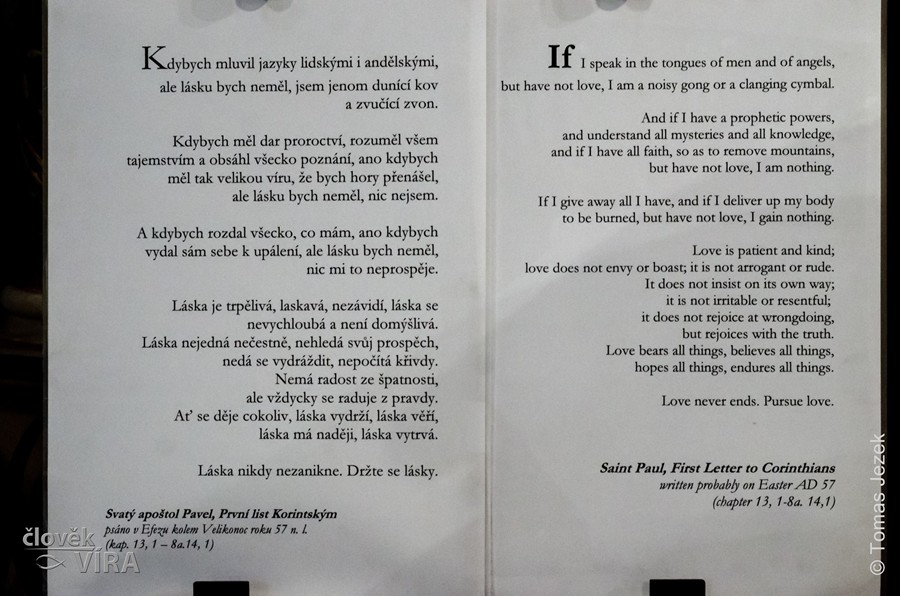 Kdybych mluvil jazyky lidskými i andělskými,
ale lásku bych neměl, jsem jenom dunící kov
a zvučící zvon.
Kdybych měl dar proroctví, rozuměl všem
tajemstvím a obsáhl všecko poznání, ano kdybych
měl tak velikou víru, že bych hory přenášel,
ale lásku bych neměl, nic nejsem.
A kdybych rozdal všecko, co mám, ano kdybych
vydal sám sebe k upálení, ale lásku bych neměl,
nic mi to neprospěje.
Láska je trpělivá, laskavá, nezávidí, láska se
nevychloubá a není domýšlivá.
Láska nejedná nečestně, nehledá svůj prospěch,
nedá se vydráždit, nepočítá křivdy.
Nemá radost ze špatnosti,
ale vždycky se raduje z pravdy.
Ať se děje cokoliv, láska vydrží, láska věří,
láska má naději, láska vytrvá.
Láska nikdy nezanikne. Držte se lásky.
Svatý apoštol Pavel, První list Korintským
psáno v Efezu kolem Velikonoc roku 57 n. l.
(kap. 13, 1 – 8a.14, 1)
If I speak in the tongues of men and of angels,
but have not love, I am a noisy gong or a clanging cymbal.
And if I have a prophetic powers,
and understand all mysteries and all knowledge,
and if I have all faith, so as to remove mountains,
but have not love, I am nothing.
If I give away all I have, and if I deliver up my body
to be burned, but have not love, I gain nothing.
Love is patient and kind;
love does not envy or boast; it is not arrogant or rude.
It does not insist on its own way;
it is not irritable or resentful;
it does not rejoice at wrongdoing,
but rejoices with the truth.
Love bears all things, believes all things,
hopes all things, endures all things.
Love never ends. Pursue love.
Saint Paul, First Letter to Corinthians
written probably on Easter AD 57
(chapter 13, 1-8a. 14,1)
člověk
VÍRA
© Tomas Jezek